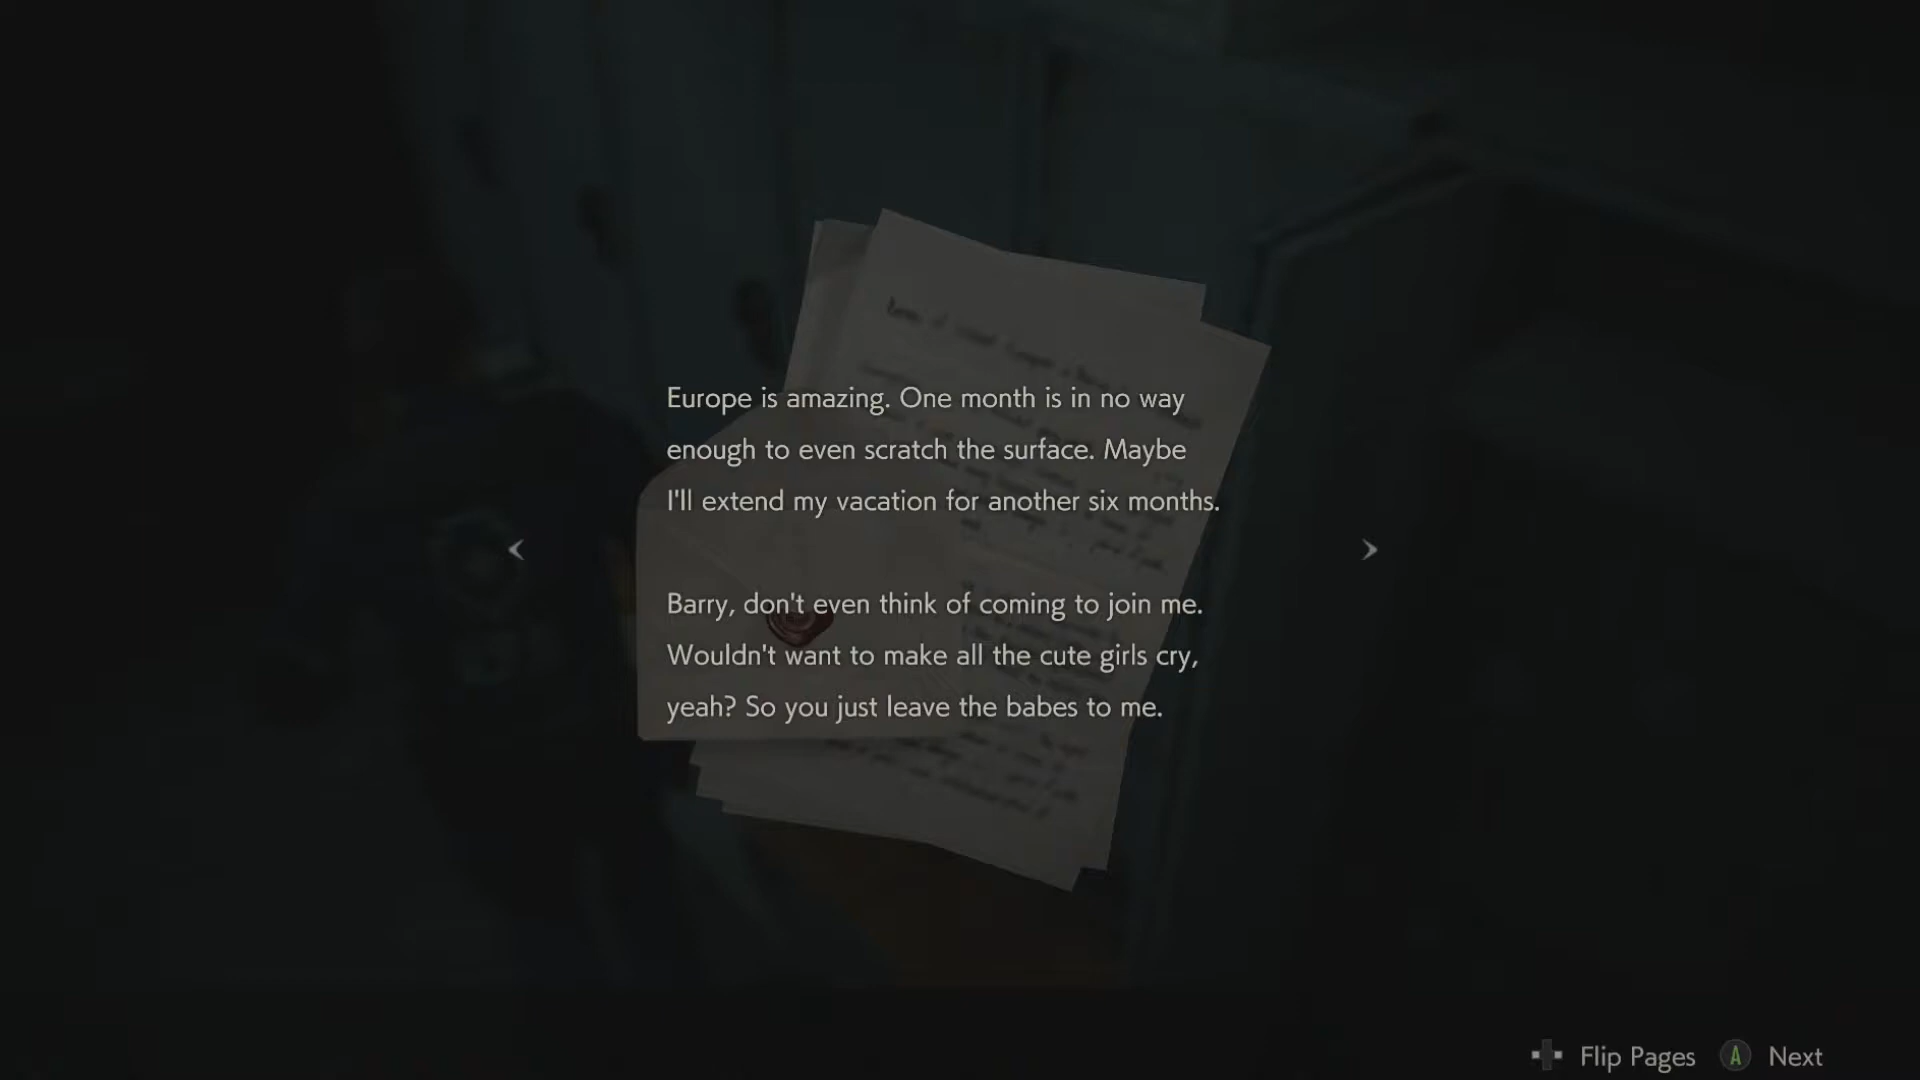 Europe is amazing. One month is in no way
enough to even scratch the surface. Maybe
I'll extend my vacation for another six months.
Barry, don't even think of coming to join me.
Wouldn't want to make all the cute girls cry,
yeah? So you just leave the babes to me.
Flip Pages A Next